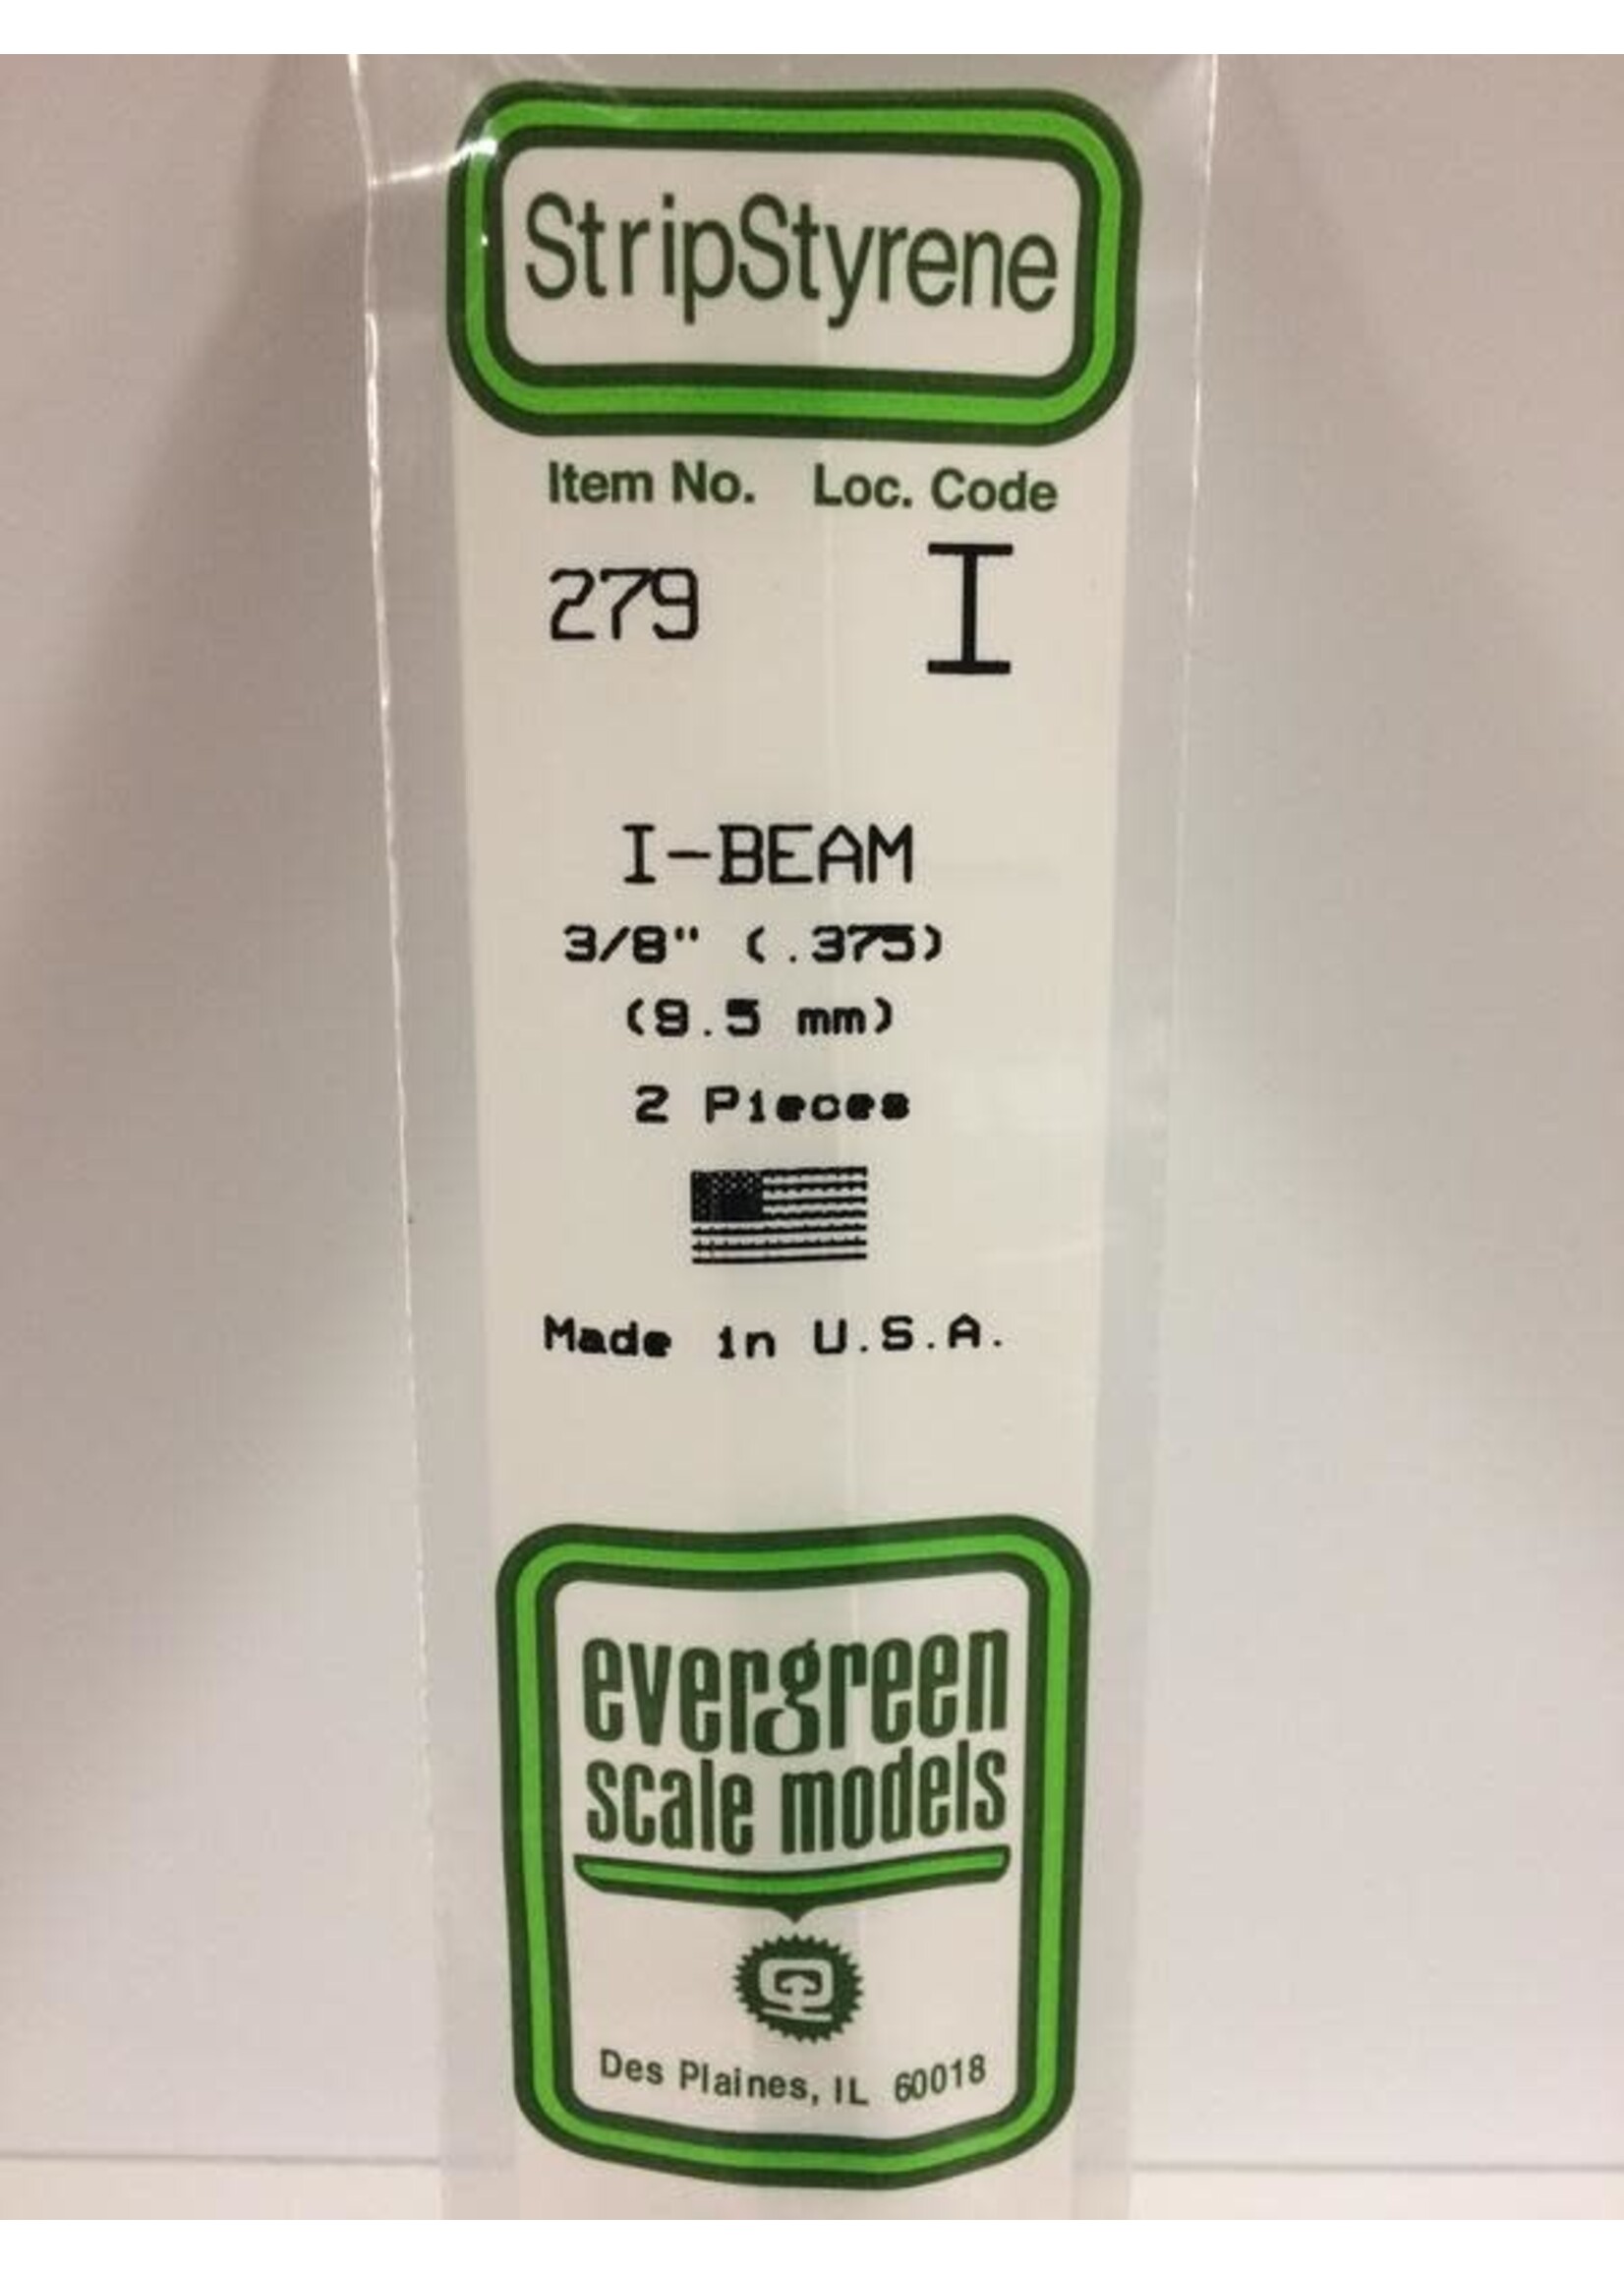 StripStyrene
Item No. Loc. Code
279 I
I-BEAM
3/8" (.375)
(9.5 mm)
2 Pieces
Made in U.S.A.
evergreen
scale models
Des Plaines, IL 60018